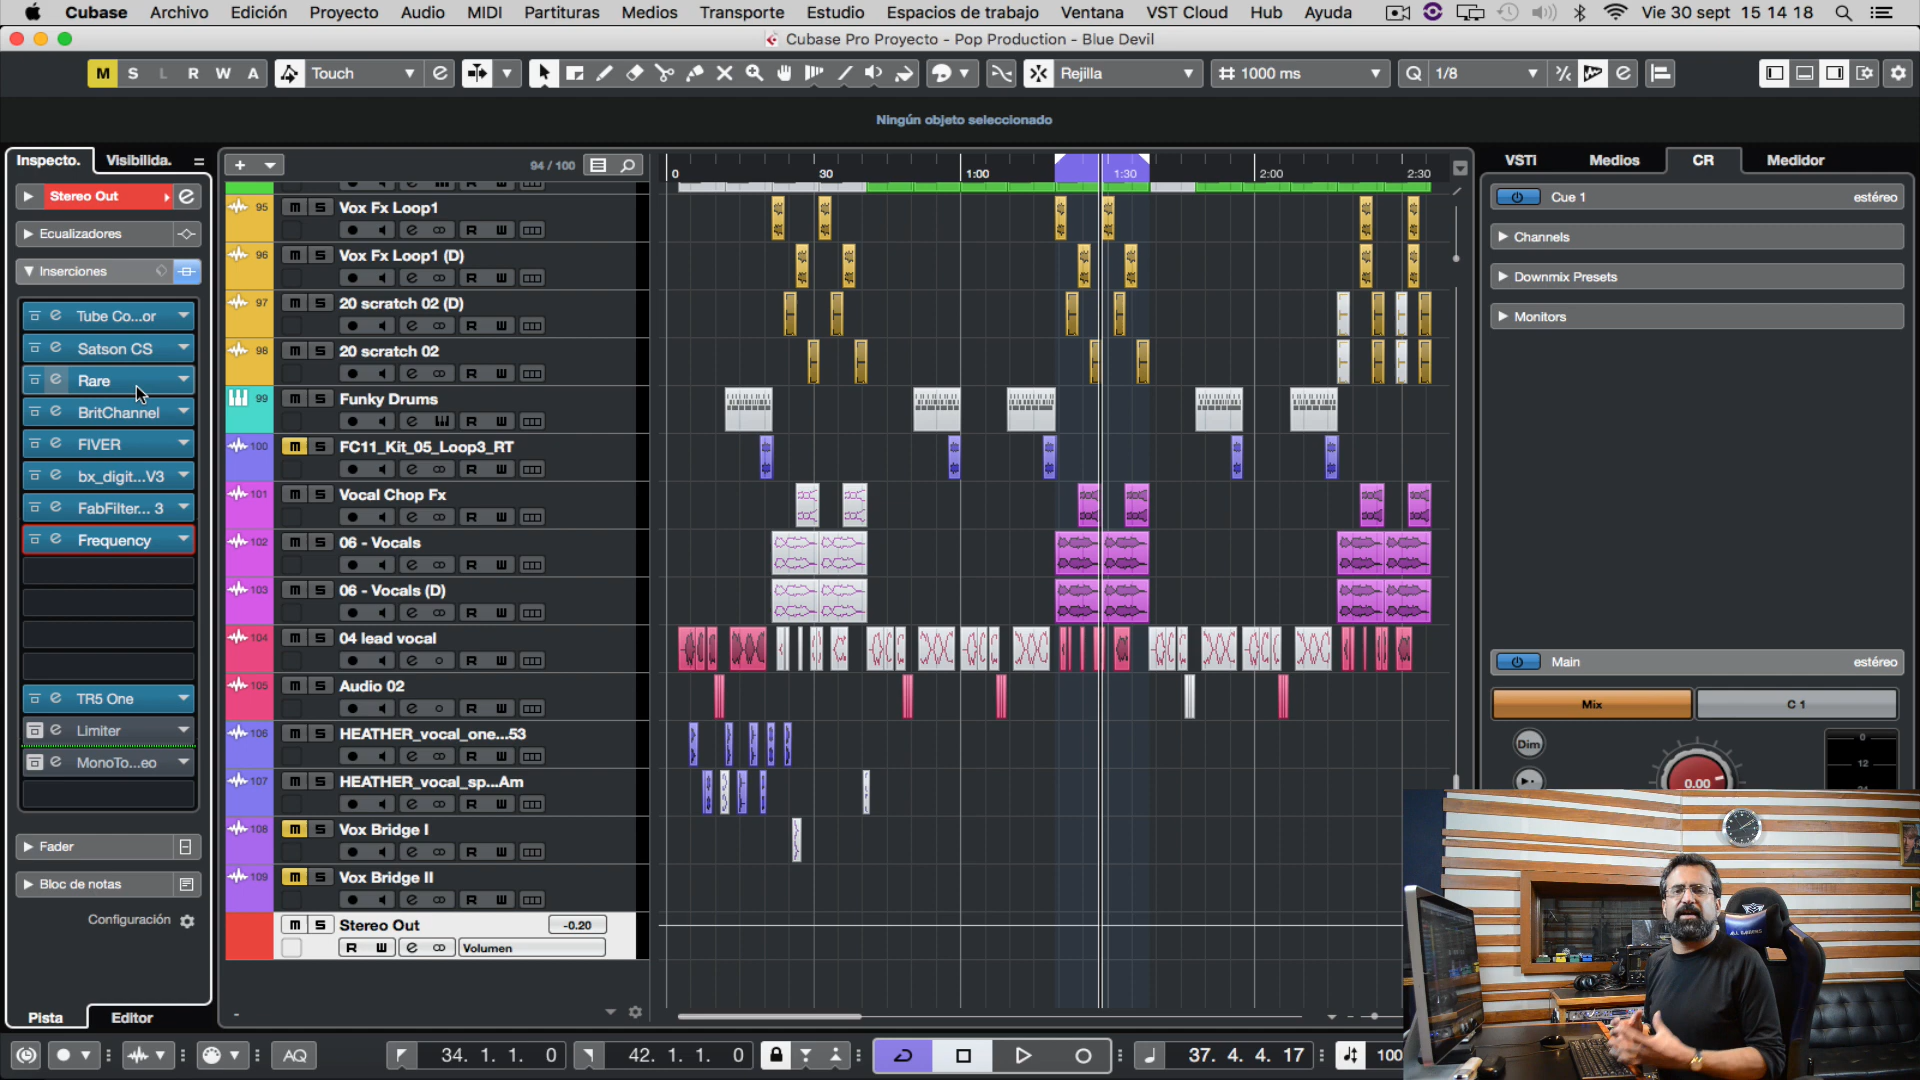 Cubase Archivo Edición Proyecto Audio MIDI Partituras Medios Transporte Estudio Espacios de trabajo Ventana VST Cloud Hub Ayuda Vie 30 sept 15 14 18
Cubase Pro Proyecto - Pop Production - Blue Devil
M S L R W A Touch Rejilla 1000 ms Q 1/8
Ningún objeto seleccionado
Inspecto. Visibilida. 94 / 100
VSTi Medios CR Medidor
0 30 1:00 1:30 2:00 2:30
Stereo Out
Ecualizadores
Inserciones
Tube Co...or
Satson CS
Rare
BritChannel
FIVER
bx_digit...V3
FabFilter... 3
Frequency
TR5 One
Limiter
MonoTo...eo
Fader
Bloc de notas
Configuración
Pista Editor
95 m S Vox Fx Loop1
R W
96 m S Vox Fx Loop1 (D)
R W
97 m S 20 scratch 02 (D)
R W
98 m S 20 scratch 02
R W
99 m S Funky Drums
R W
100 m S FC11_Kit_05_Loop3_RT
R W
101 m S Vocal Chop Fx
R W
102 m S 06 - Vocals
R W
103 m S 06 - Vocals (D)
R W
104 m S 04 lead vocal
R W
105 m S Audio 02
R W
106 m S HEATHER_vocal_one...53
R W
107 m S HEATHER_vocal_sp...Am
R W
108 m S Vox Bridge I
R W
109 m S Vox Bridge II
R W
m S Stereo Out -0.20
R W Volumen
Cue 1 estéreo
Channels
Downmix Presets
Monitors
Main estéreo
Mix C 1
Dim
0.00
0
12
AQ 34. 1. 1. 0 42. 1. 1. 0 37. 4. 4. 17 100